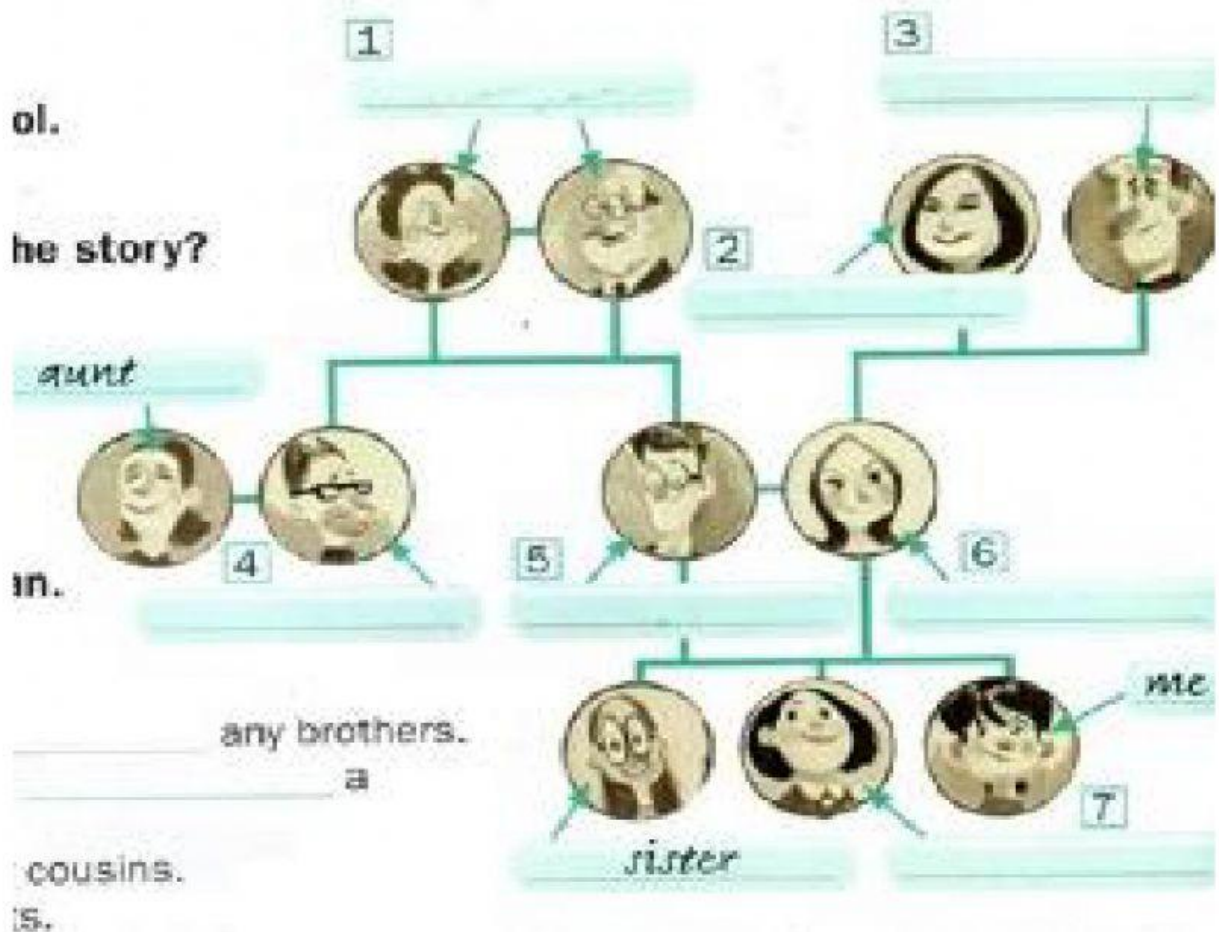 1
3
ol.
he story?
2
aunt
4
5
6
an.
me
any brothers.
a
7
sister
cousins.
s.